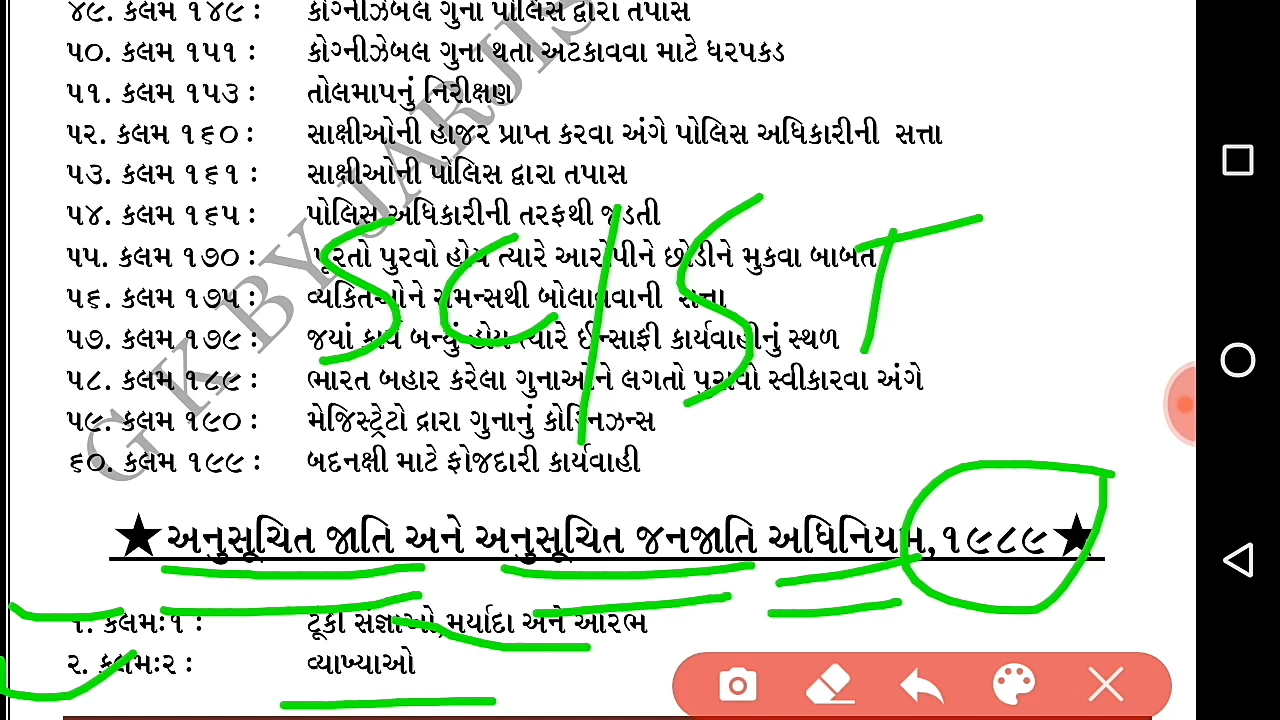 ૪૯. કલમ ૧૪૯ : કોગ્નીઝેબલ ગુના પોલિસ દ્વારા તપાસ
૫૦. કલમ ૧૫૧ : કોગ્નીઝેબલ ગુના થતા અટકાવવા માટે ધરપકડ
૫૧. કલમ ૧૫૩ : તોલમાપનું નિરીક્ષણ
૫૨. કલમ ૧૬૦ : સાક્ષીઓની હાજર પ્રાપ્ત કરવા અંગે પોલિસ અધિકારીની સત્તા
૫૩. કલમ ૧૬૧ : સાક્ષીઓની પોલિસ દ્વારા તપાસ
૫૪. કલમ ૧૬૫ : પોલિસ અધિકારીની તરફથી જડતી
૫૫. કલમ ૧૭૦ : પૂરતો પુરવો હોય ત્યારે આરોપીને છોડીને મુકવા બાબત
૫૬. કલમ ૧૭૫ : વ્યકિતઓને સમન્સથી બોલાવવાની સત્તા
૫૭. કલમ ૧૭૯ : જયાં કાર્ય બન્યું હોય ત્યારે ઈન્સાફી કાર્યવાહીનું સ્થળ
૫૮. કલમ ૧૮૯ : ભારત બહાર કરેલા ગુનાઓને લગતો પુરાવો સ્વીકારવા અંગે
૫૯. કલમ ૧૯૦ : મેજિસ્ટ્રેટો દ્રારા ગુનાનું કોગ્નિઝન્સ
૬૦. કલમ ૧૯૯ : બદનક્ષી માટે ફોજદારી કાર્યવાહી
SC/ST
★અનુસૂચિત જાતિ અને અનુસૂચિત જનજાતિ અધિનિયમ,૧૯૮૯★
૧. કલમઃ૧ : ટૂંકી સંજ્ઞાઓ,મર્યાદા અને આરંભ
૨. કલમઃ૨ : વ્યાખ્યાઓ
G K BY JARJIS